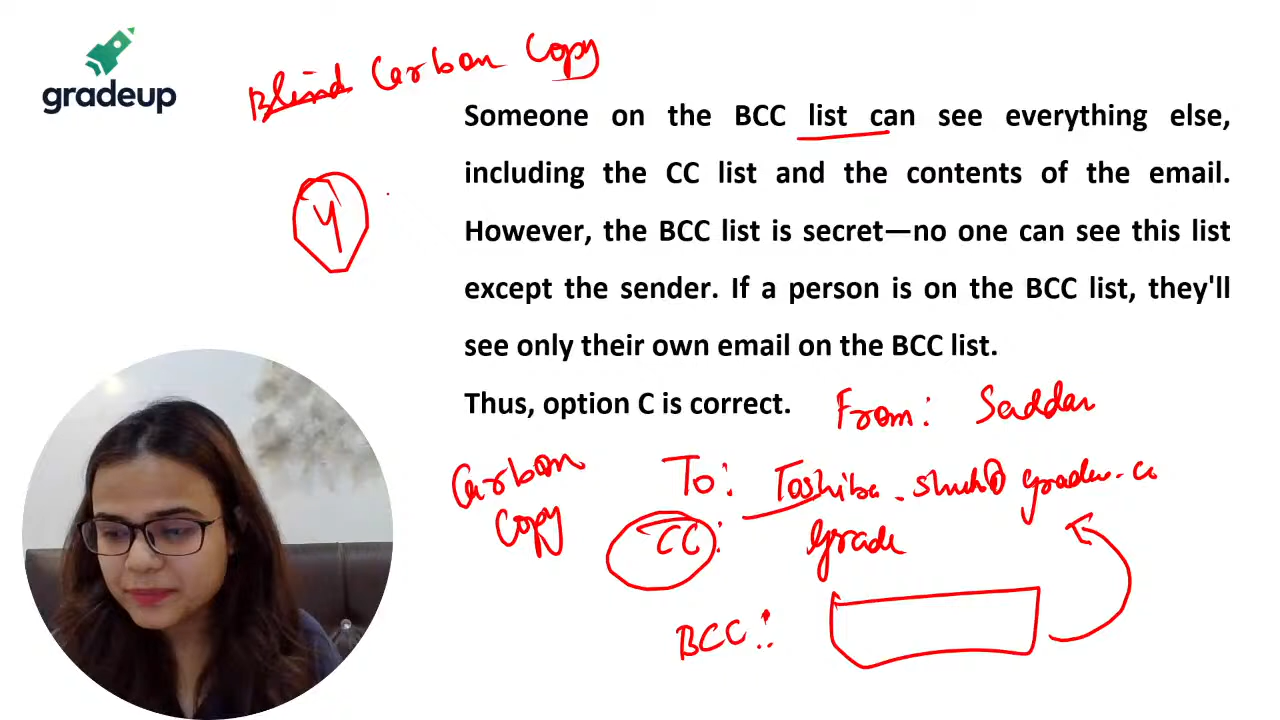 gradeup
Blind Carbon Copy
Someone on the BCC list can see everything else,
including the CC list and the contents of the email.
However, the BCC list is secret—no one can see this list
except the sender. If a person is on the BCC list, they'll
see only their own email on the BCC list.
Thus, option C is correct.
From:
Carbon
Copy
To: Toshiba
CC: grade
BCC: